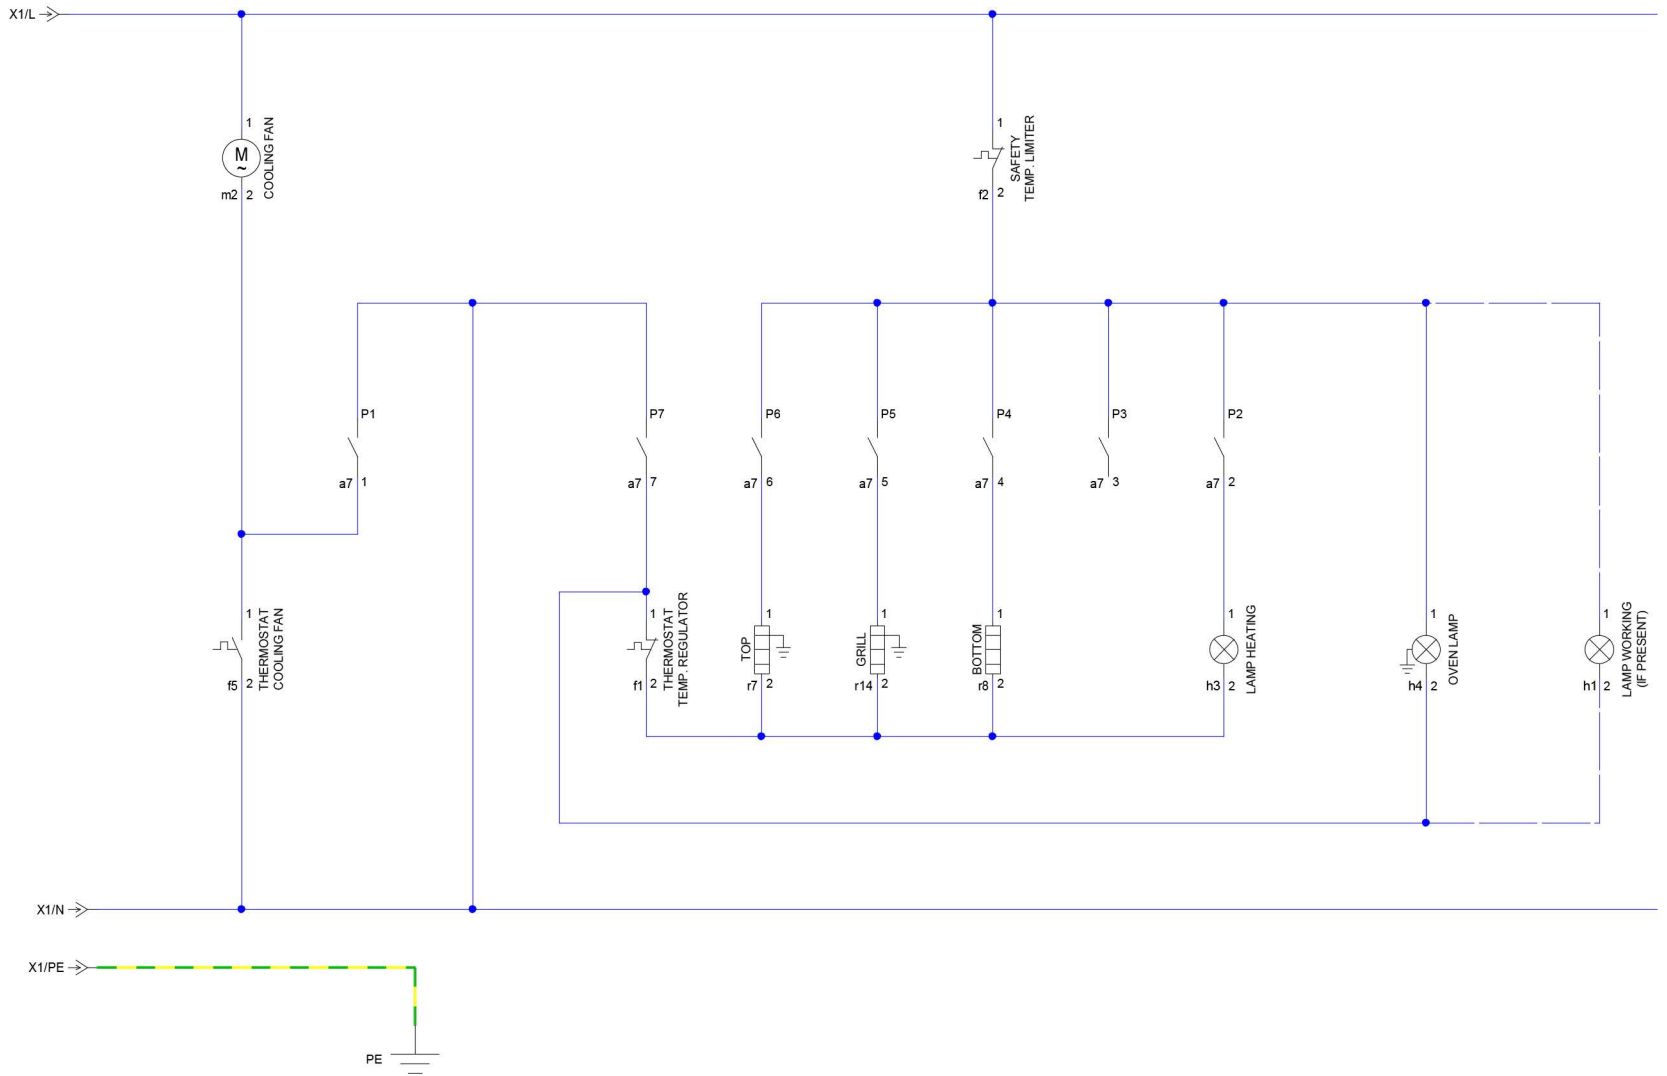 X1/L
1
M
~
m2
2
COOLING FAN
1
f2
2
SAFETY
TEMP. LIMITER
P1
a7
1
P7
a7
7
P6
a7
6
P5
a7
5
P4
a7
4
P3
a7
3
P2
a7
2
1
f5
2
THERMOSTAT
COOLING FAN
1
f1
2
THERMOSTAT
TEMP. REGULATOR
TOP
1
r7
2
GRILL
1
r14
2
BOTTOM
1
r8
2
1
h3
2
LAMP HEATING
1
h4
2
OVEN LAMP
1
h1
2
LAMP WORKING
(IF PRESENT)
X1/N
X1/PE
PE